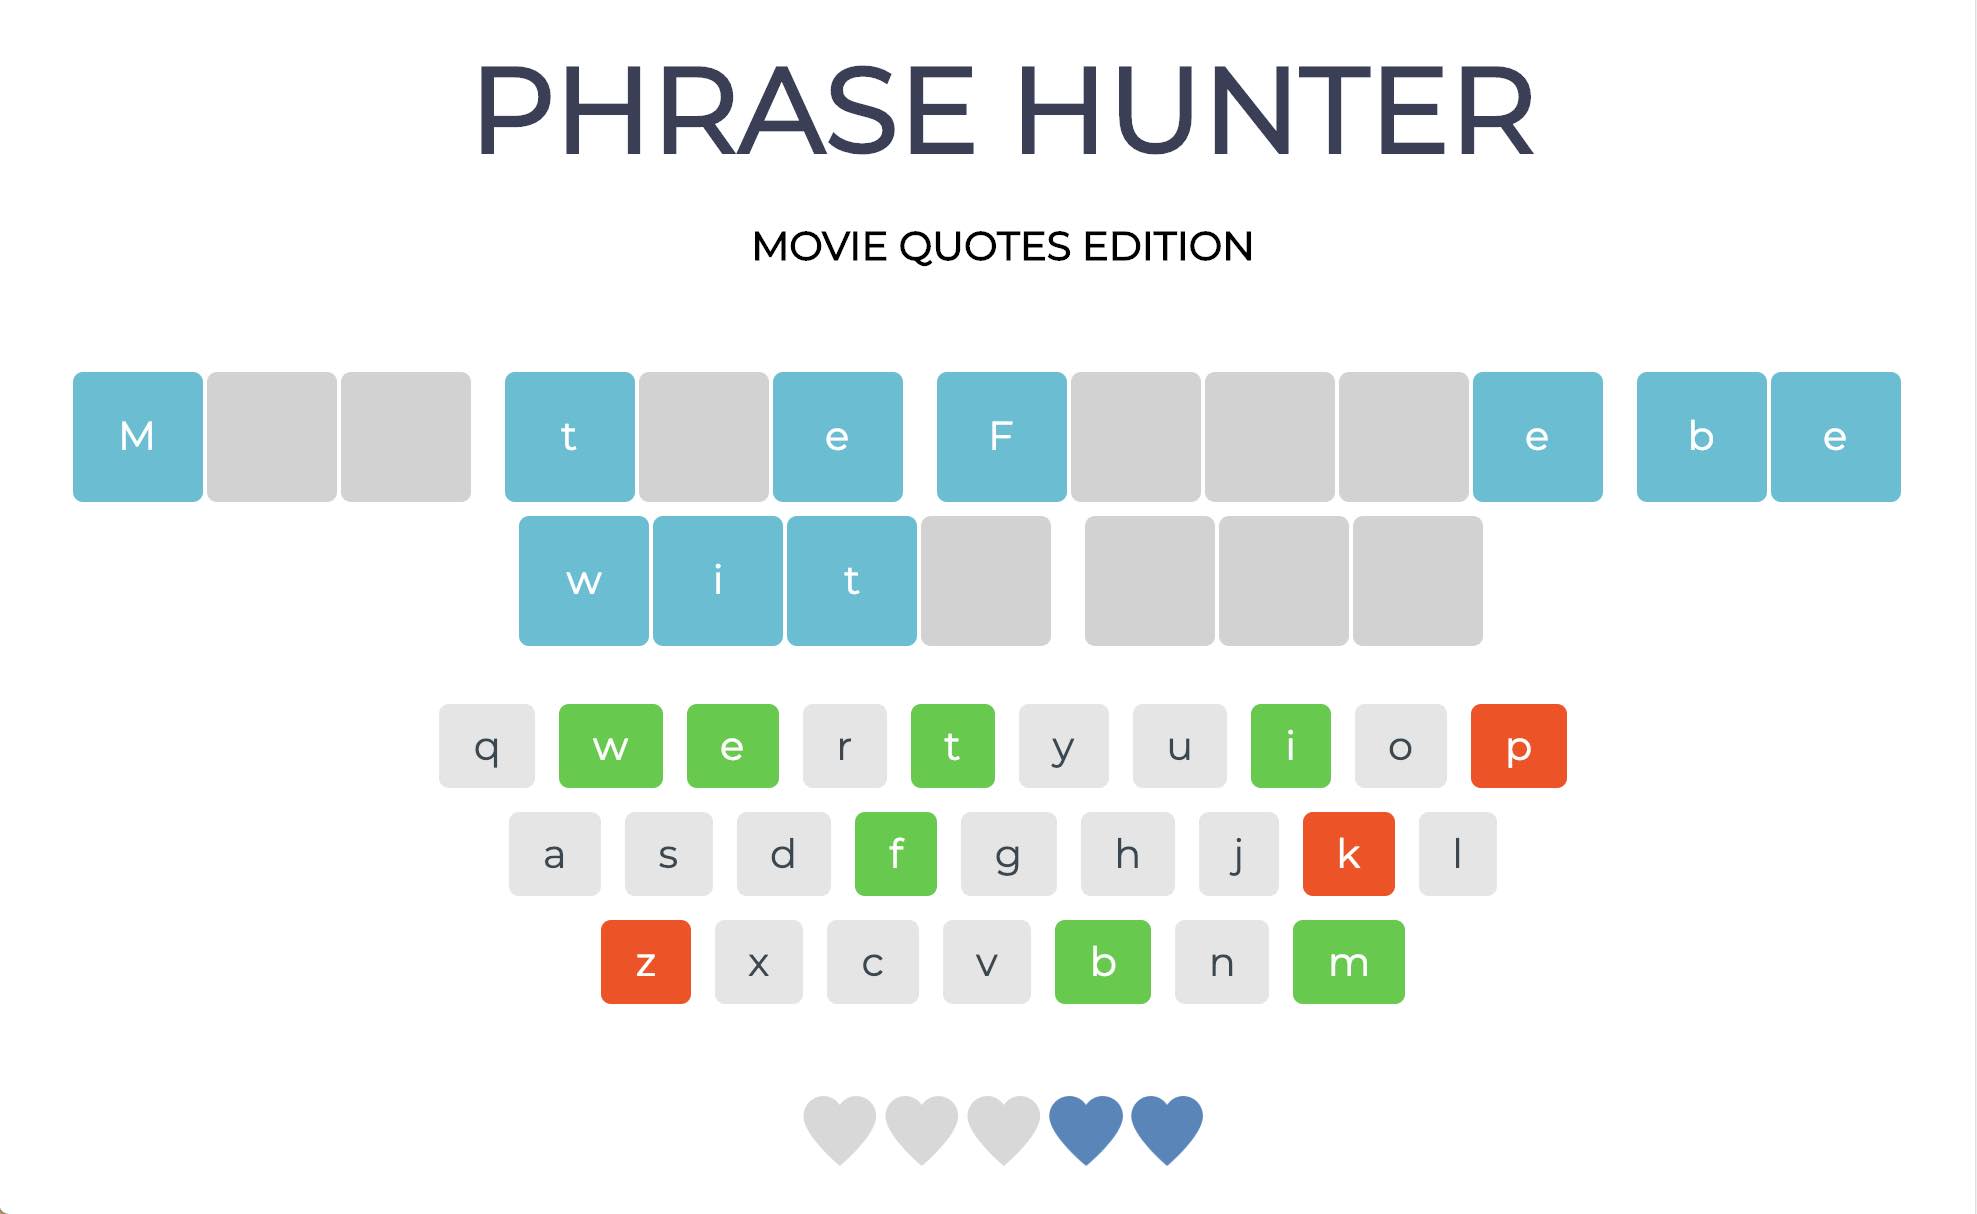 PHRASE HUNTER
MOVIE QUOTES EDITION
M t e F e b e
w i t
q w e r t y u i o p
a s d f g h j k l
z x c v b n m